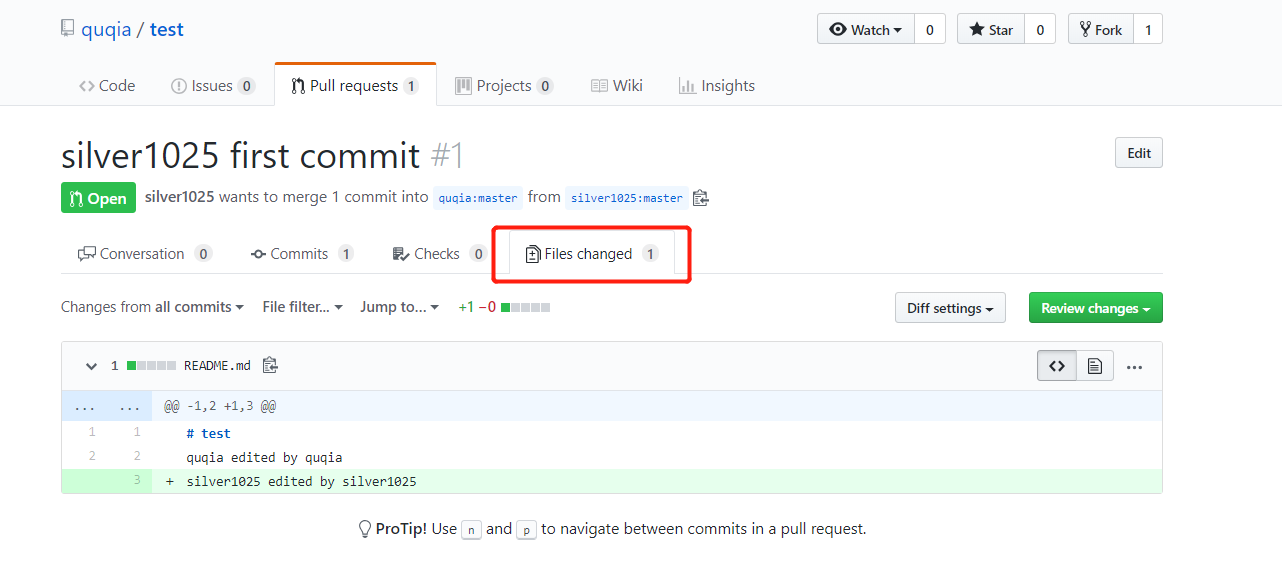 quqia / test Watch 0 Star 0 Fork 1
Code Issues 0 Pull requests 1 Projects 0 Wiki Insights
silver1025 first commit #1 Edit
Open silver1025 wants to merge 1 commit into quqia:master from silver1025:master
Conversation 0 Commits 1 Checks 0 Files changed 1
Changes from all commits File filter... Jump to... +1 −0 Diff settings Review changes
1 README.md
... ... @@ -1,2 +1,3 @@
1 1 # test
2 2 quqia edited by quqia
3 + silver1025 edited by silver1025
ProTip! Use n and p to navigate between commits in a pull request.